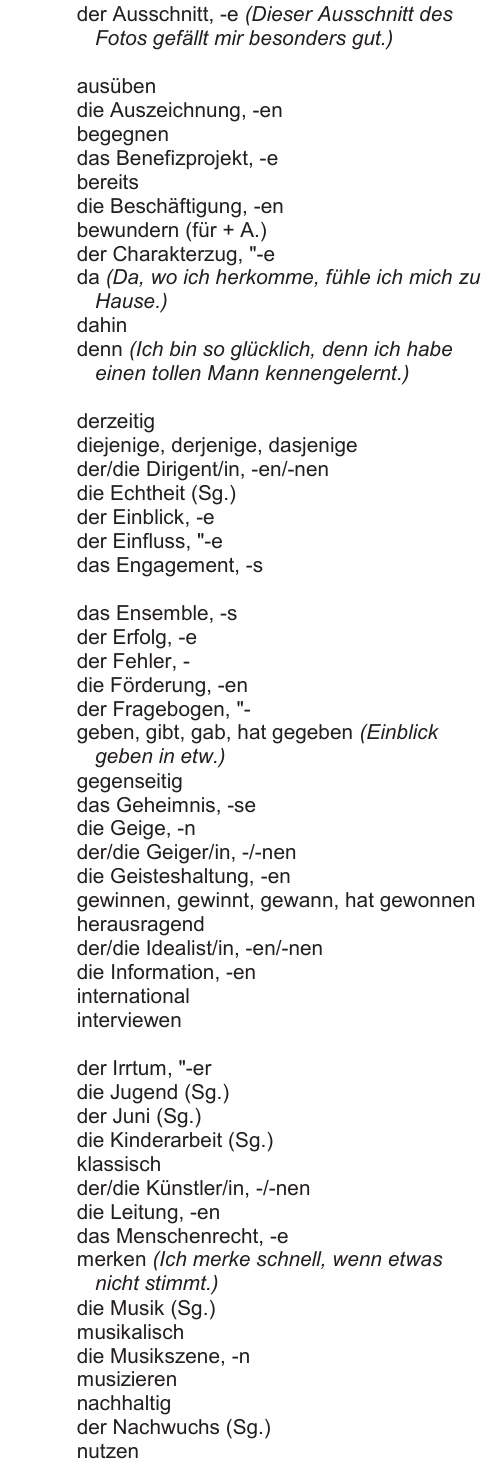 der Ausschnitt, -e (Dieser Ausschnitt des
Fotos gefällt mir besonders gut.)
ausüben
die Auszeichnung, -en
begegnen
das Benefizprojekt, -e
bereits
die Beschäftigung, -en
bewundern (für + A.)
der Charakterzug, "-e
da (Da, wo ich herkomme, fühle ich mich zu
Hause.)
dahin
denn (Ich bin so glücklich, denn ich habe
einen tollen Mann kennengelernt.)
derzeitig
diejenige, derjenige, dasjenige
der/die Dirigent/in, -en/-nen
die Echtheit (Sg.)
der Einblick, -e
der Einfluss, "-e
das Engagement, -s
das Ensemble, -s
der Erfolg, -e
der Fehler, -
die Förderung, -en
der Fragebogen, "-
geben, gibt, gab, hat gegeben (Einblick
geben in etw.)
gegenseitig
das Geheimnis, -se
die Geige, -n
der/die Geiger/in, -/-nen
die Geisteshaltung, -en
gewinnen, gewinnt, gewann, hat gewonnen
herausragend
der/die Idealist/in, -en/-nen
die Information, -en
international
interviewen
der Irrtum, "-er
die Jugend (Sg.)
der Juni (Sg.)
die Kinderarbeit (Sg.)
klassisch
der/die Künstler/in, -/-nen
die Leitung, -en
das Menschenrecht, -e
merken (Ich merke schnell, wenn etwas
nicht stimmt.)
die Musik (Sg.)
musikalisch
die Musikszene, -n
musizieren
nachhaltig
der Nachwuchs (Sg.)
nutzen